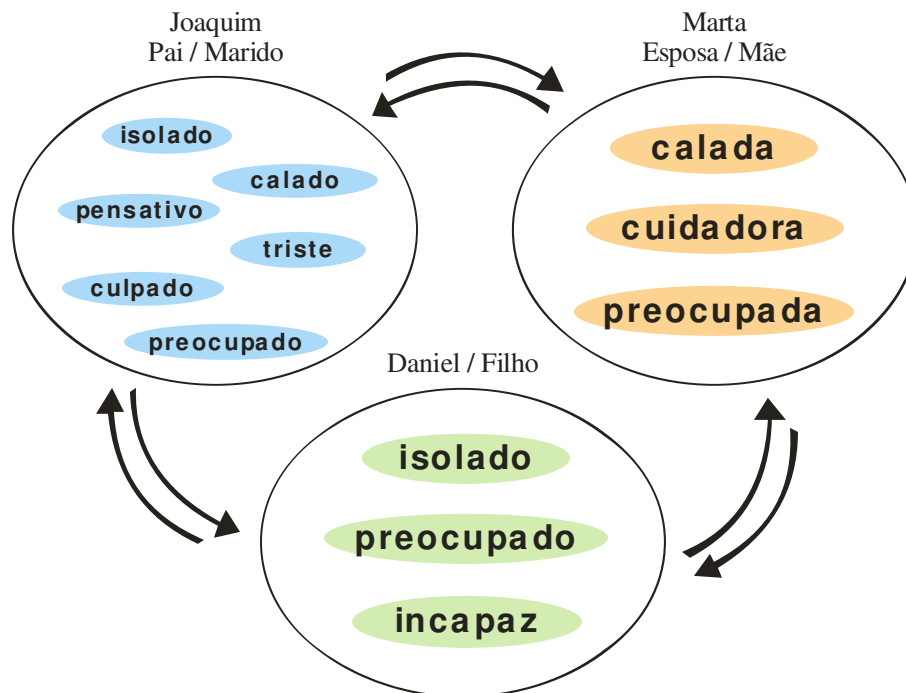 Joaquim
Pai / Marido
isolado
calado
pensativo
triste
culpado
preocupado
Marta
Esposa / Mãe
calada
cuidadora
preocupada
Daniel / Filho
isolado
preocupado
incapaz